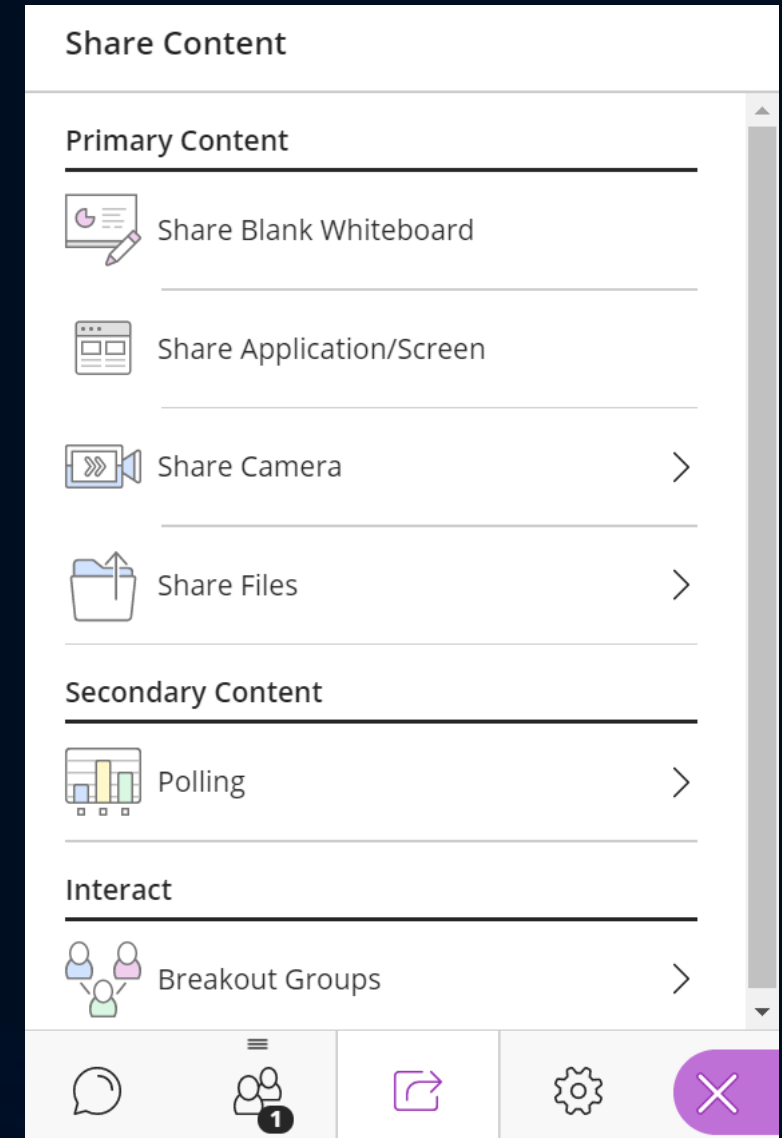 Share Content
Primary Content
Share Blank Whiteboard
Share Application/Screen
Share Camera
Share Files
Secondary Content
Polling
Interact
Breakout Groups
1